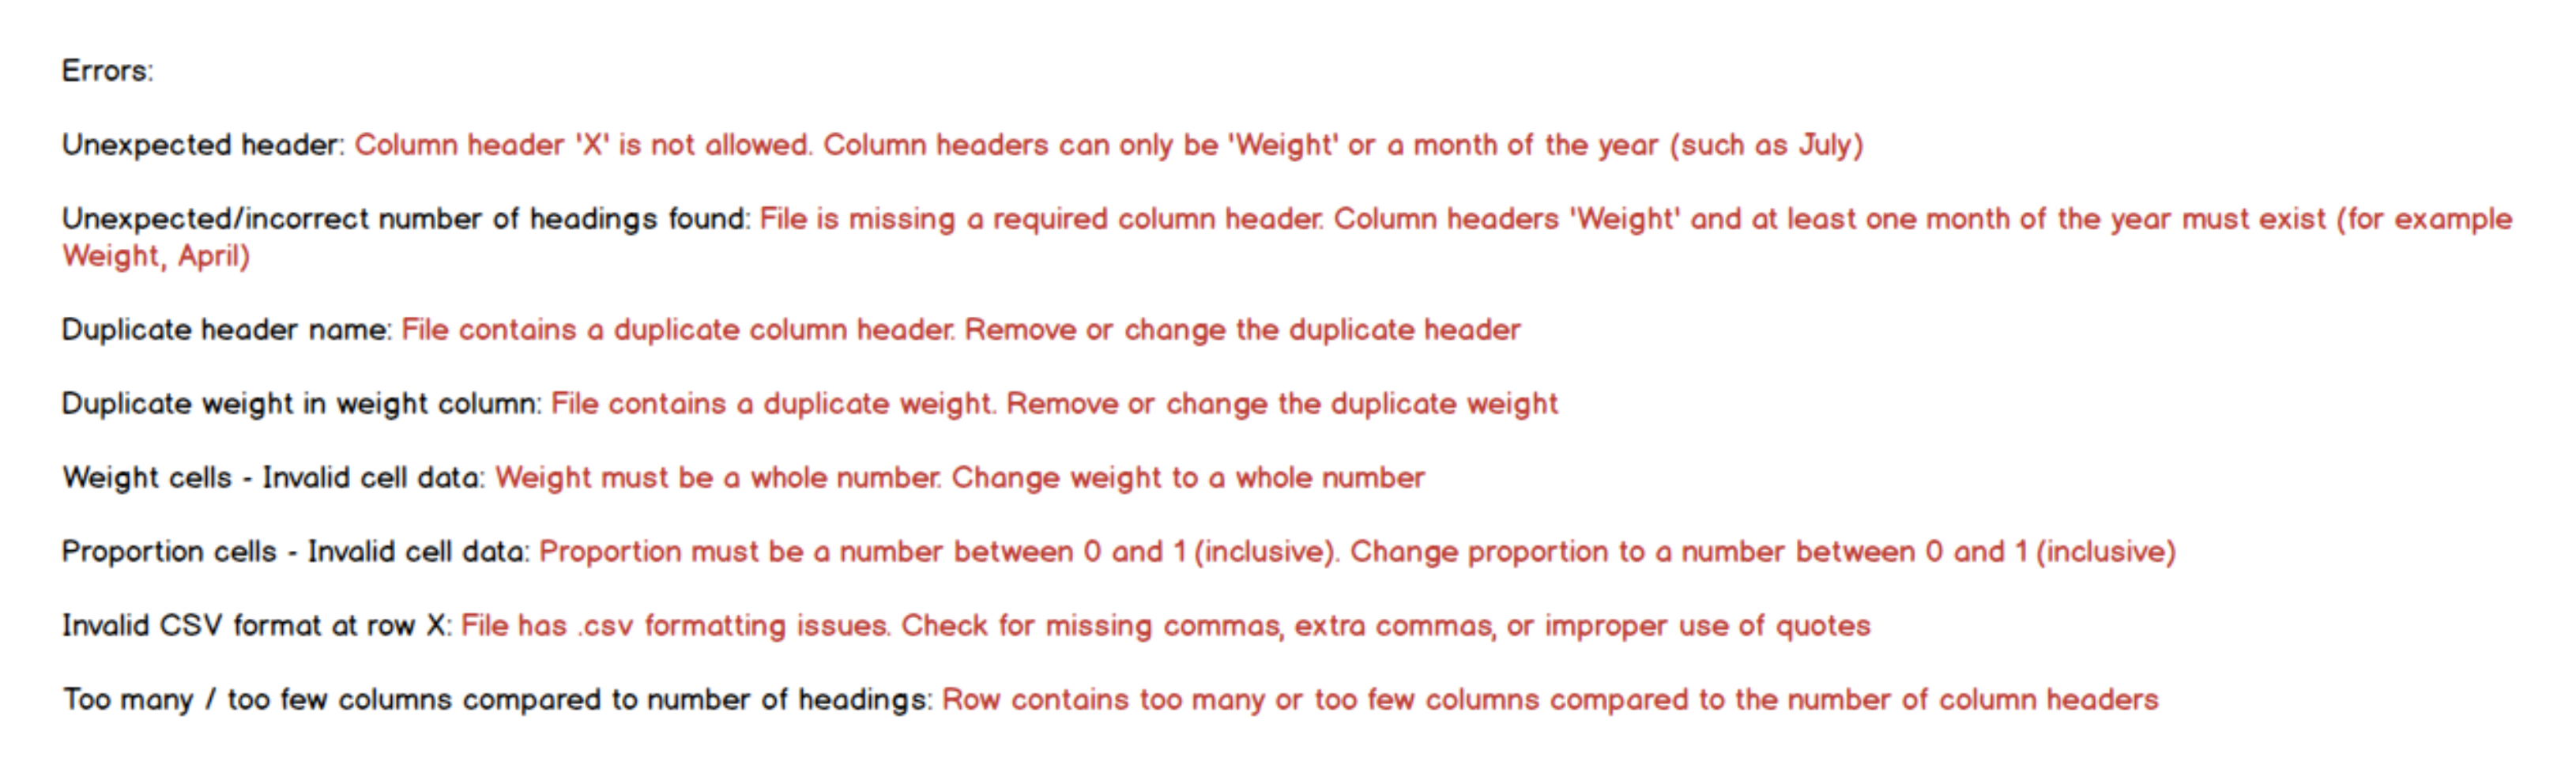 Errors:
Unexpected header: Column header 'X' is not allowed. Column headers can only be 'Weight' or a month of the year (such as July)
Unexpected/incorrect number of headings found: File is missing a required column header. Column headers 'Weight' and at least one month of the year must exist (for example
Weight, April)
Duplicate header name: File contains a duplicate column header. Remove or change the duplicate header
Duplicate weight in weight column: File contains a duplicate weight. Remove or change the duplicate weight
Weight cells - Invalid cell data: Weight must be a whole number. Change weight to a whole number
Proportion cells - Invalid cell data: Proportion must be a number between 0 and 1 (inclusive). Change proportion to a number between 0 and 1 (inclusive)
Invalid CSV format at row X: File has .csv formatting issues. Check for missing commas, extra commas, or improper use of quotes
Too many / too few columns compared to number of headings: Row contains too many or too few columns compared to the number of column headers